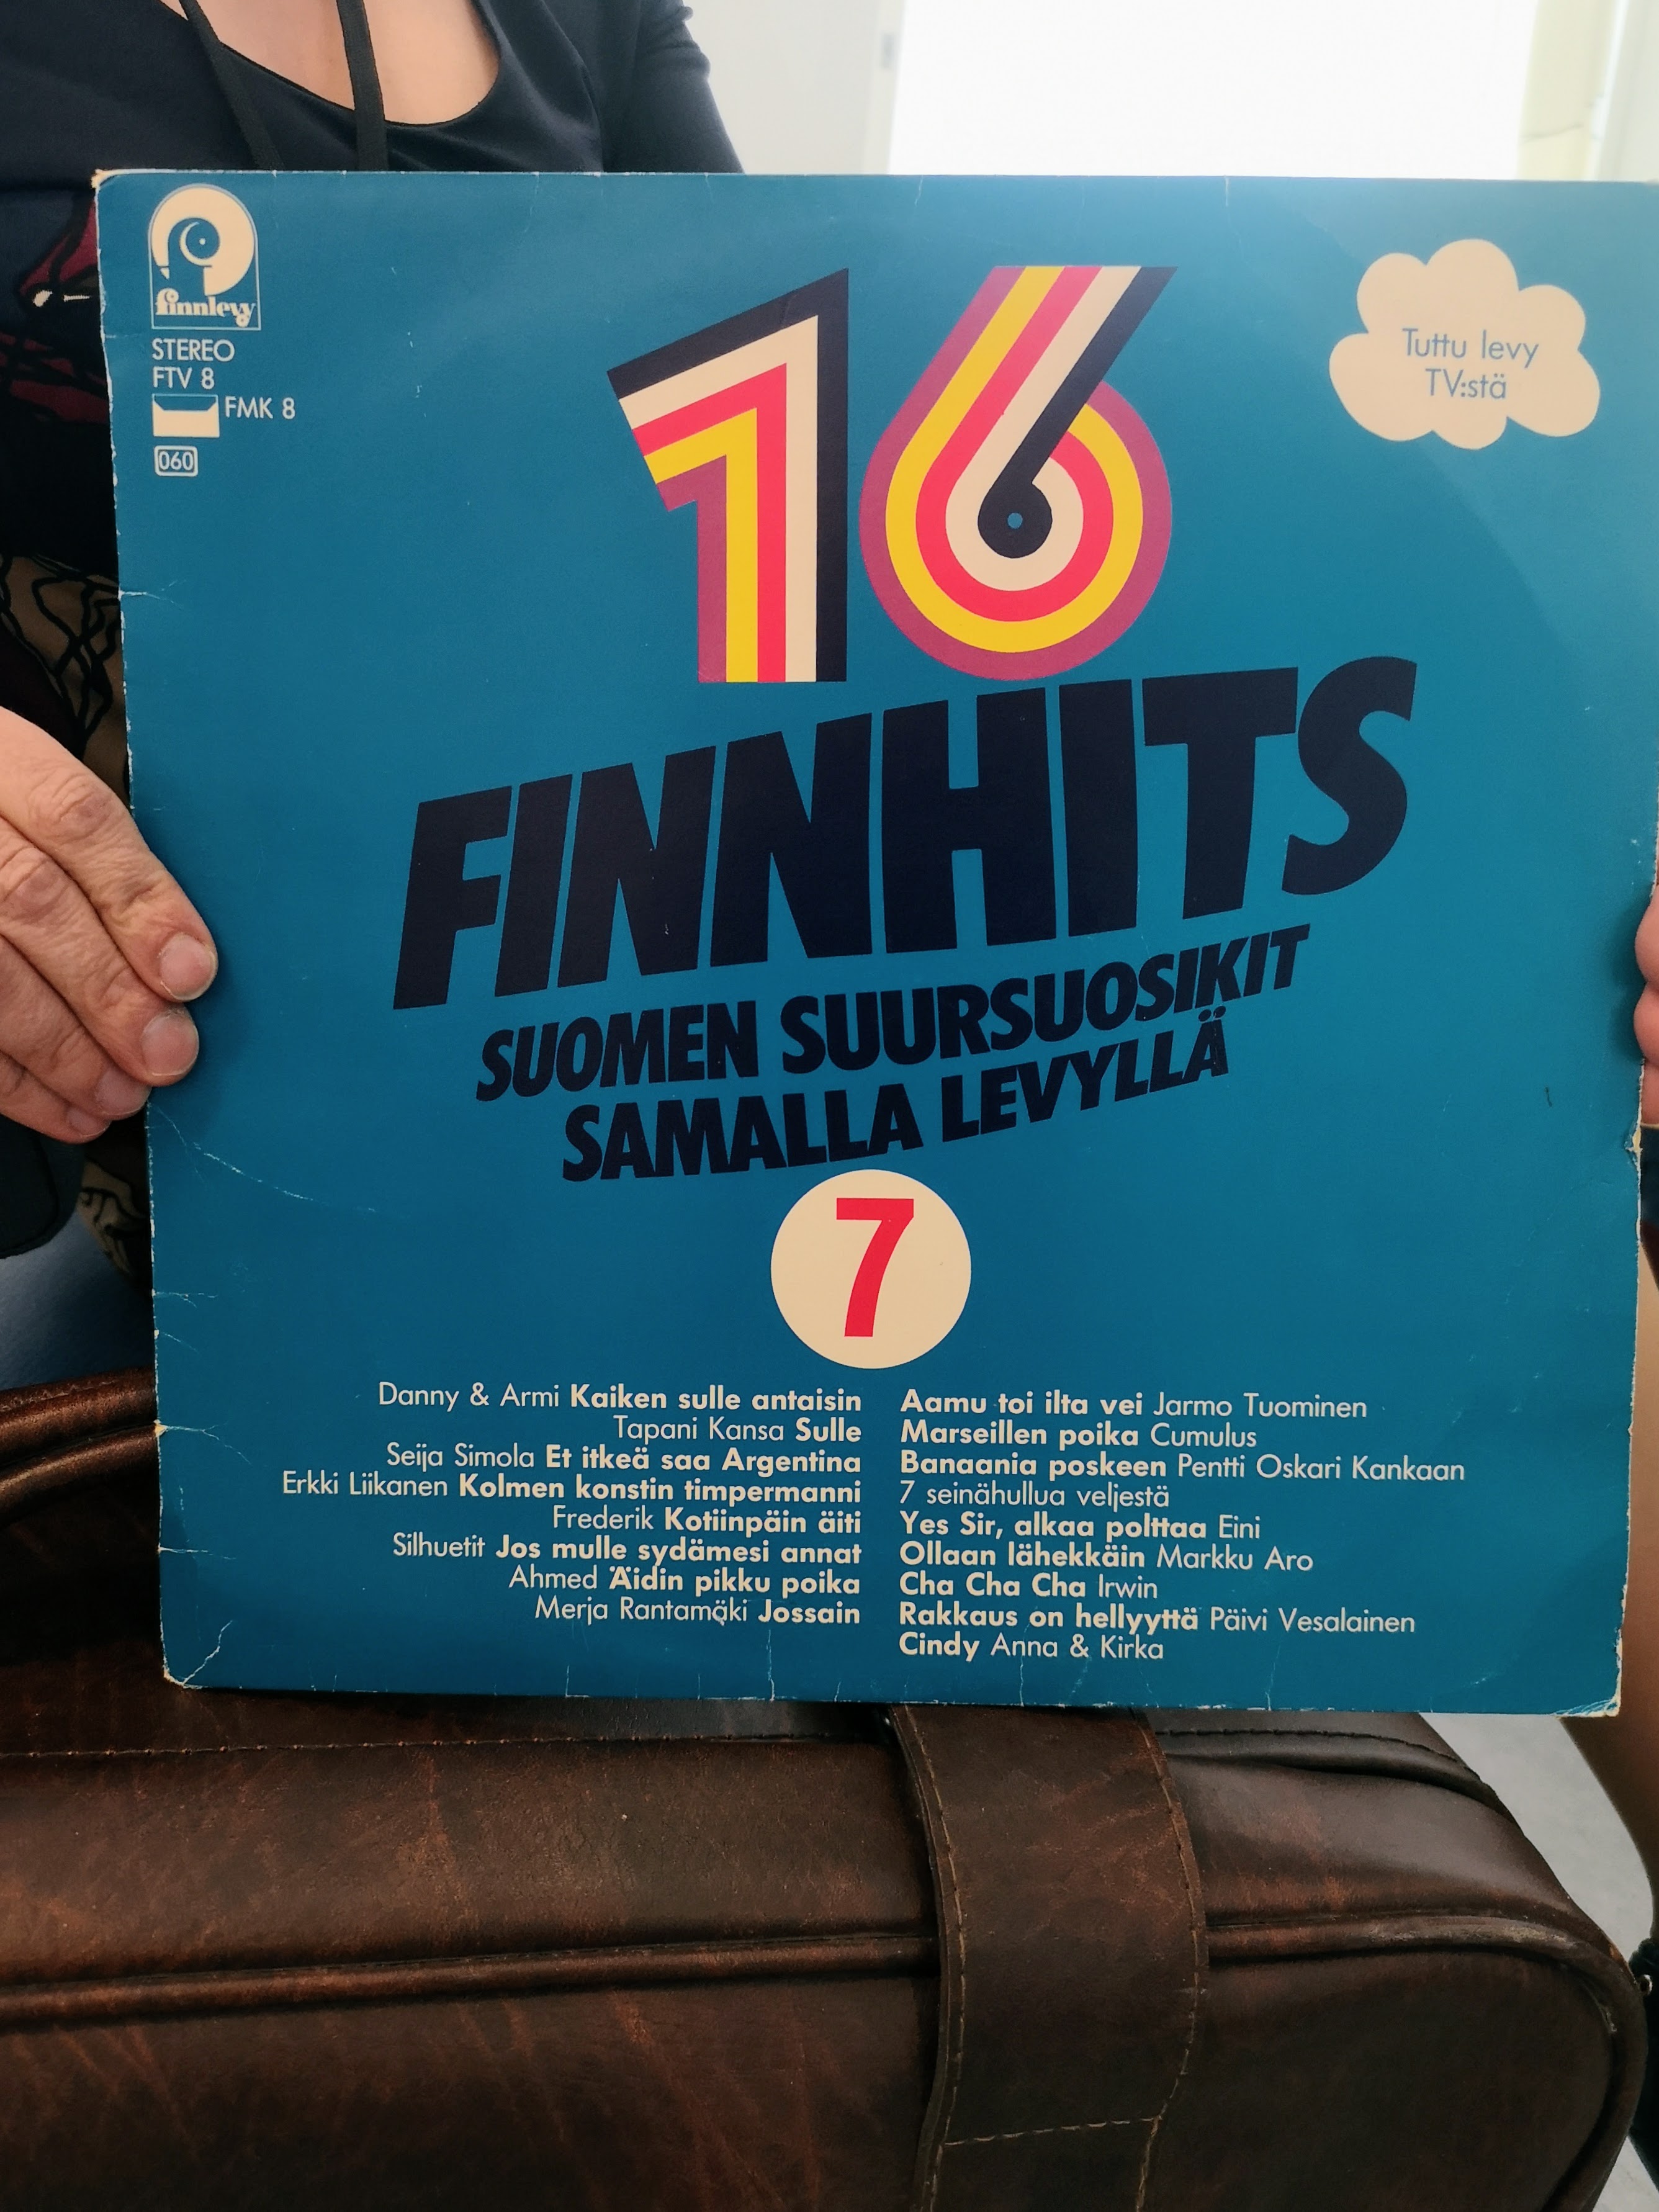 finnlevy
STEREO
FTV 8
FMK 8
060
Tuttu levy
TV:stä
16
FINNHITS
SUOMEN SUURSUOSIKIT
SAMALLA LEVYLLÄ
7
Danny & Armi Kaiken sulle antaisin
Tapani Kansa Sulle
Seija Simola Et itkeä saa Argentina
Erkki Liikanen Kolmen konstin timpermanni
Frederik Kotiinpäin äiti
Silhuetit Jos mulle sydämesi annat
Ahmed Äidin pikku poika
Merja Rantamäki Jossain
Aamu toi ilta vei Jarmo Tuominen
Marseillen poika Cumulus
Banaania poskeen Pentti Oskari Kankaan
7 seinähullua veljestä
Yes Sir, alkaa polttaa Eini
Ollaan lähekkäin Markku Aro
Cha Cha Cha Irwin
Rakkaus on hellyyttä Päivi Vesalainen
Cindy Anna & Kirka